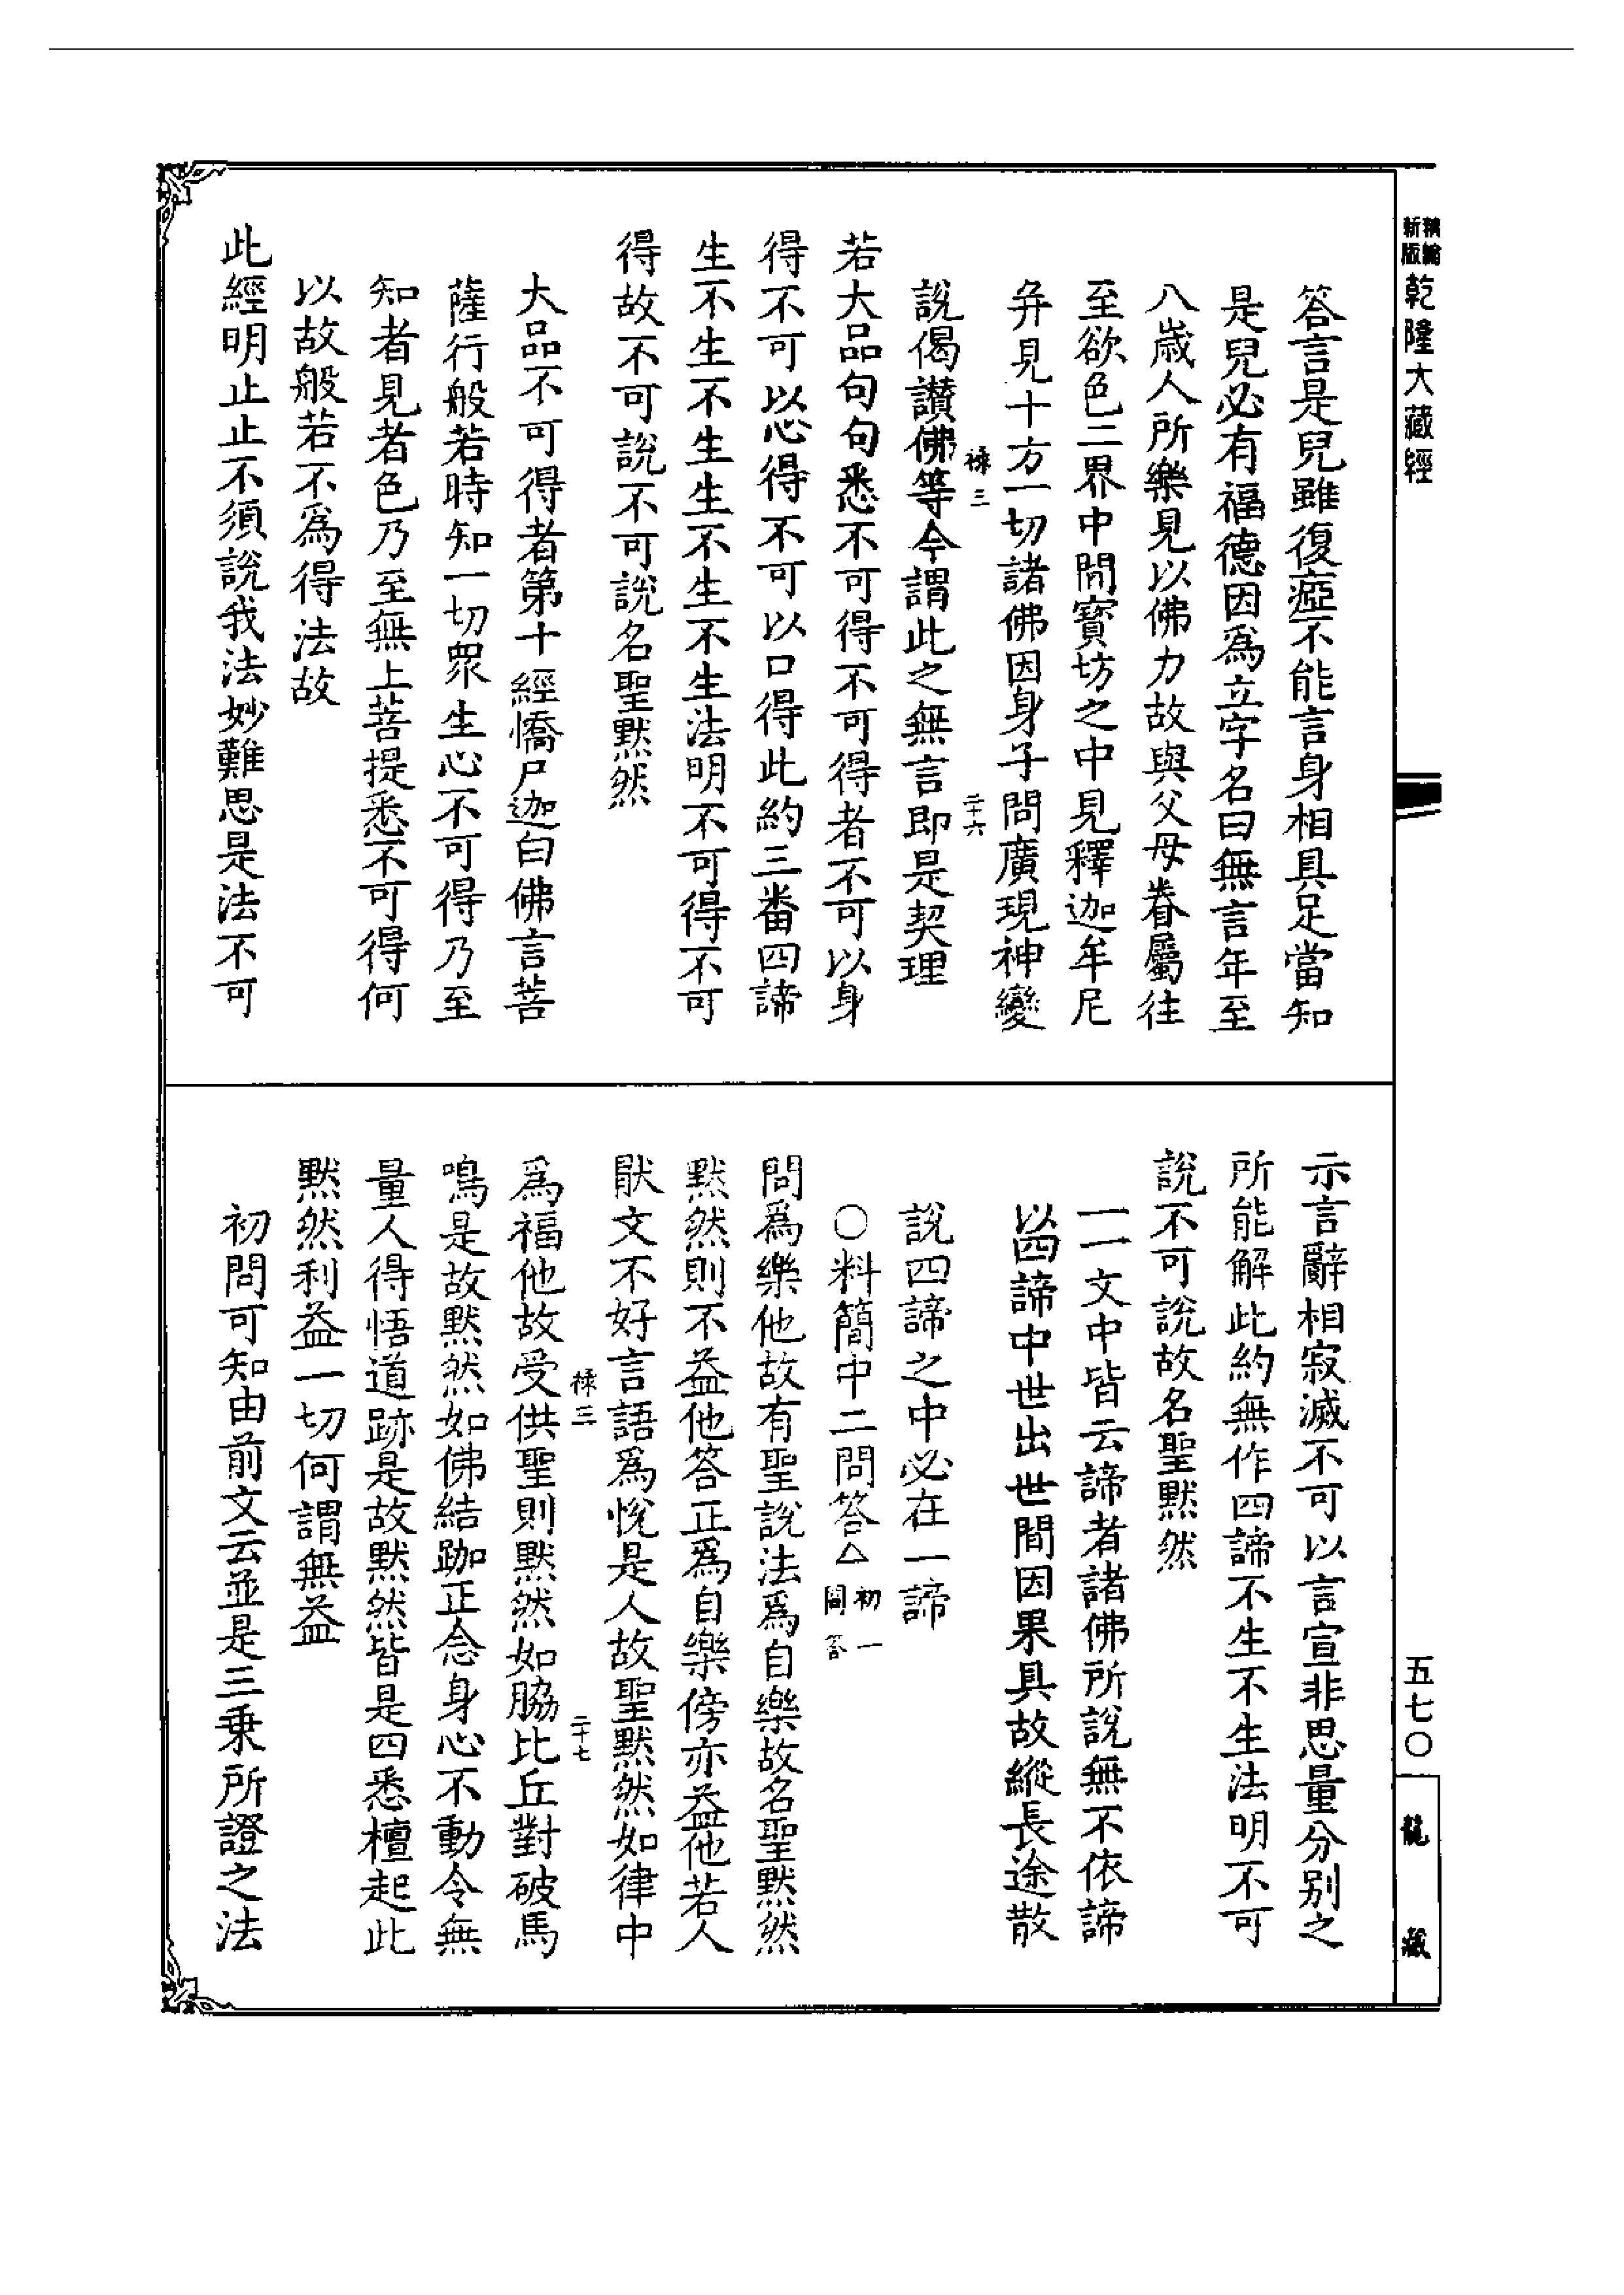 精縮
新版
乾隆大藏經
答言是兒雖復瘂不能言身相具足當知
是兒必有福德因爲立字名曰無言年至
八歲人所樂見以佛力故與父母眷屬往
至欲色二界中間寶坊之中見釋迦牟尼
并見十方一切諸佛因身子問廣現神變
祿三
二十六
說偈讃佛等今謂此之無言即是契理
若大品句句悉不可得不可得者不可以身
得不可以心得不可以口得此約三番四諦
生不生不生生不生不生法明不可得不可
得故不可說不可說名聖默然
大品不可得者第十經憍尸迦白佛言菩
薩行般若時知一切衆生心不可得乃至
知者見者色乃至無上菩提悉不可得何
以故般若不爲得法故
此經明止止不須說我法妙難思是法不可
示言辭相寂滅不可以言宣非思量分别之
所能解此約無作四諦不生不生法明不可
說不可說故名聖默然
一一文中皆云諦者諸佛所說無不依諦
以四諦中世出世間因果具故縱長途散
說四諦之中必在一諦
○料簡中二問答△初一
問答
問爲樂他故有聖說法爲自樂故名聖默然
默然則不益他答正爲自樂傍亦益他若人
猒文不好言語爲悅是人故聖默然如律中
祿三
二十七
爲福他故受供聖則默然如脇比丘對破馬
鳴是故默然如佛結跏正念身心不動令無
量人得悟道跡是故默然皆是四悉檀起此
默然利益一切何謂無益
初問可知由前文云並是三乘所證之法
五七〇
龍藏